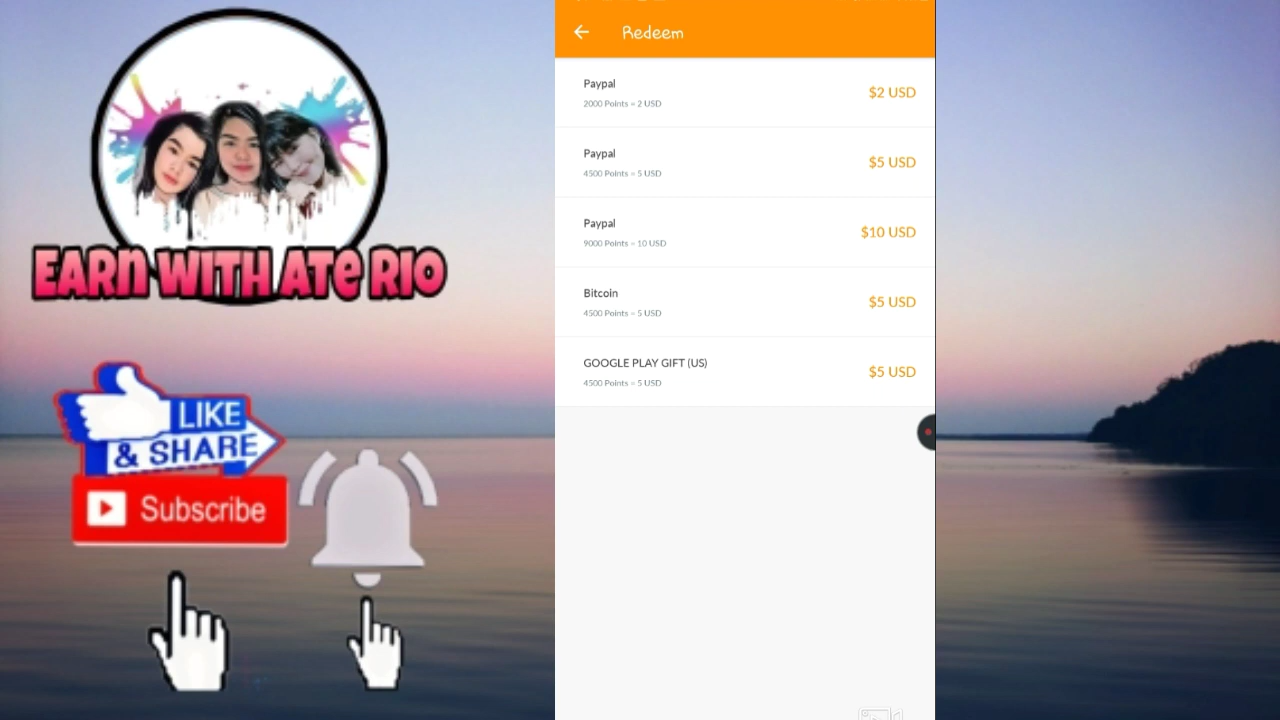 EARN WITH ATE RIO
LIKE
& SHARE
Subscribe
Redeem
Paypal
2000 Points = 2 USD
$2 USD
Paypal
4500 Points = 5 USD
$5 USD
Paypal
9000 Points = 10 USD
$10 USD
Bitcoin
4500 Points = 5 USD
$5 USD
GOOGLE PLAY GIFT (US)
4500 Points = 5 USD
$5 USD